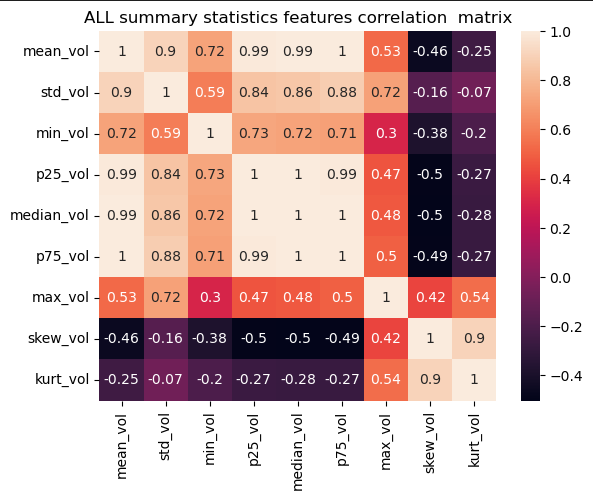 ALL summary statistics features correlation  matrix
mean_vol 1 0.9 0.72 0.99 0.99 1 0.53 -0.46 -0.25
std_vol 0.9 1 0.59 0.84 0.86 0.88 0.72 -0.16 -0.07
min_vol 0.72 0.59 1 0.73 0.72 0.71 0.3 -0.38 -0.2
p25_vol 0.99 0.84 0.73 1 1 0.99 0.47 -0.5 -0.27
median_vol 0.99 0.86 0.72 1 1 1 0.48 -0.5 -0.28
p75_vol 1 0.88 0.71 0.99 1 1 0.5 -0.49 -0.27
max_vol 0.53 0.72 0.3 0.47 0.48 0.5 1 0.42 0.54
skew_vol -0.46 -0.16 -0.38 -0.5 -0.5 -0.49 0.42 1 0.9
kurt_vol -0.25 -0.07 -0.2 -0.27 -0.28 -0.27 0.54 0.9 1
mean_vol std_vol min_vol p25_vol median_vol p75_vol max_vol skew_vol kurt_vol
1.0
0.8
0.6
0.4
0.2
0.0
−0.2
−0.4